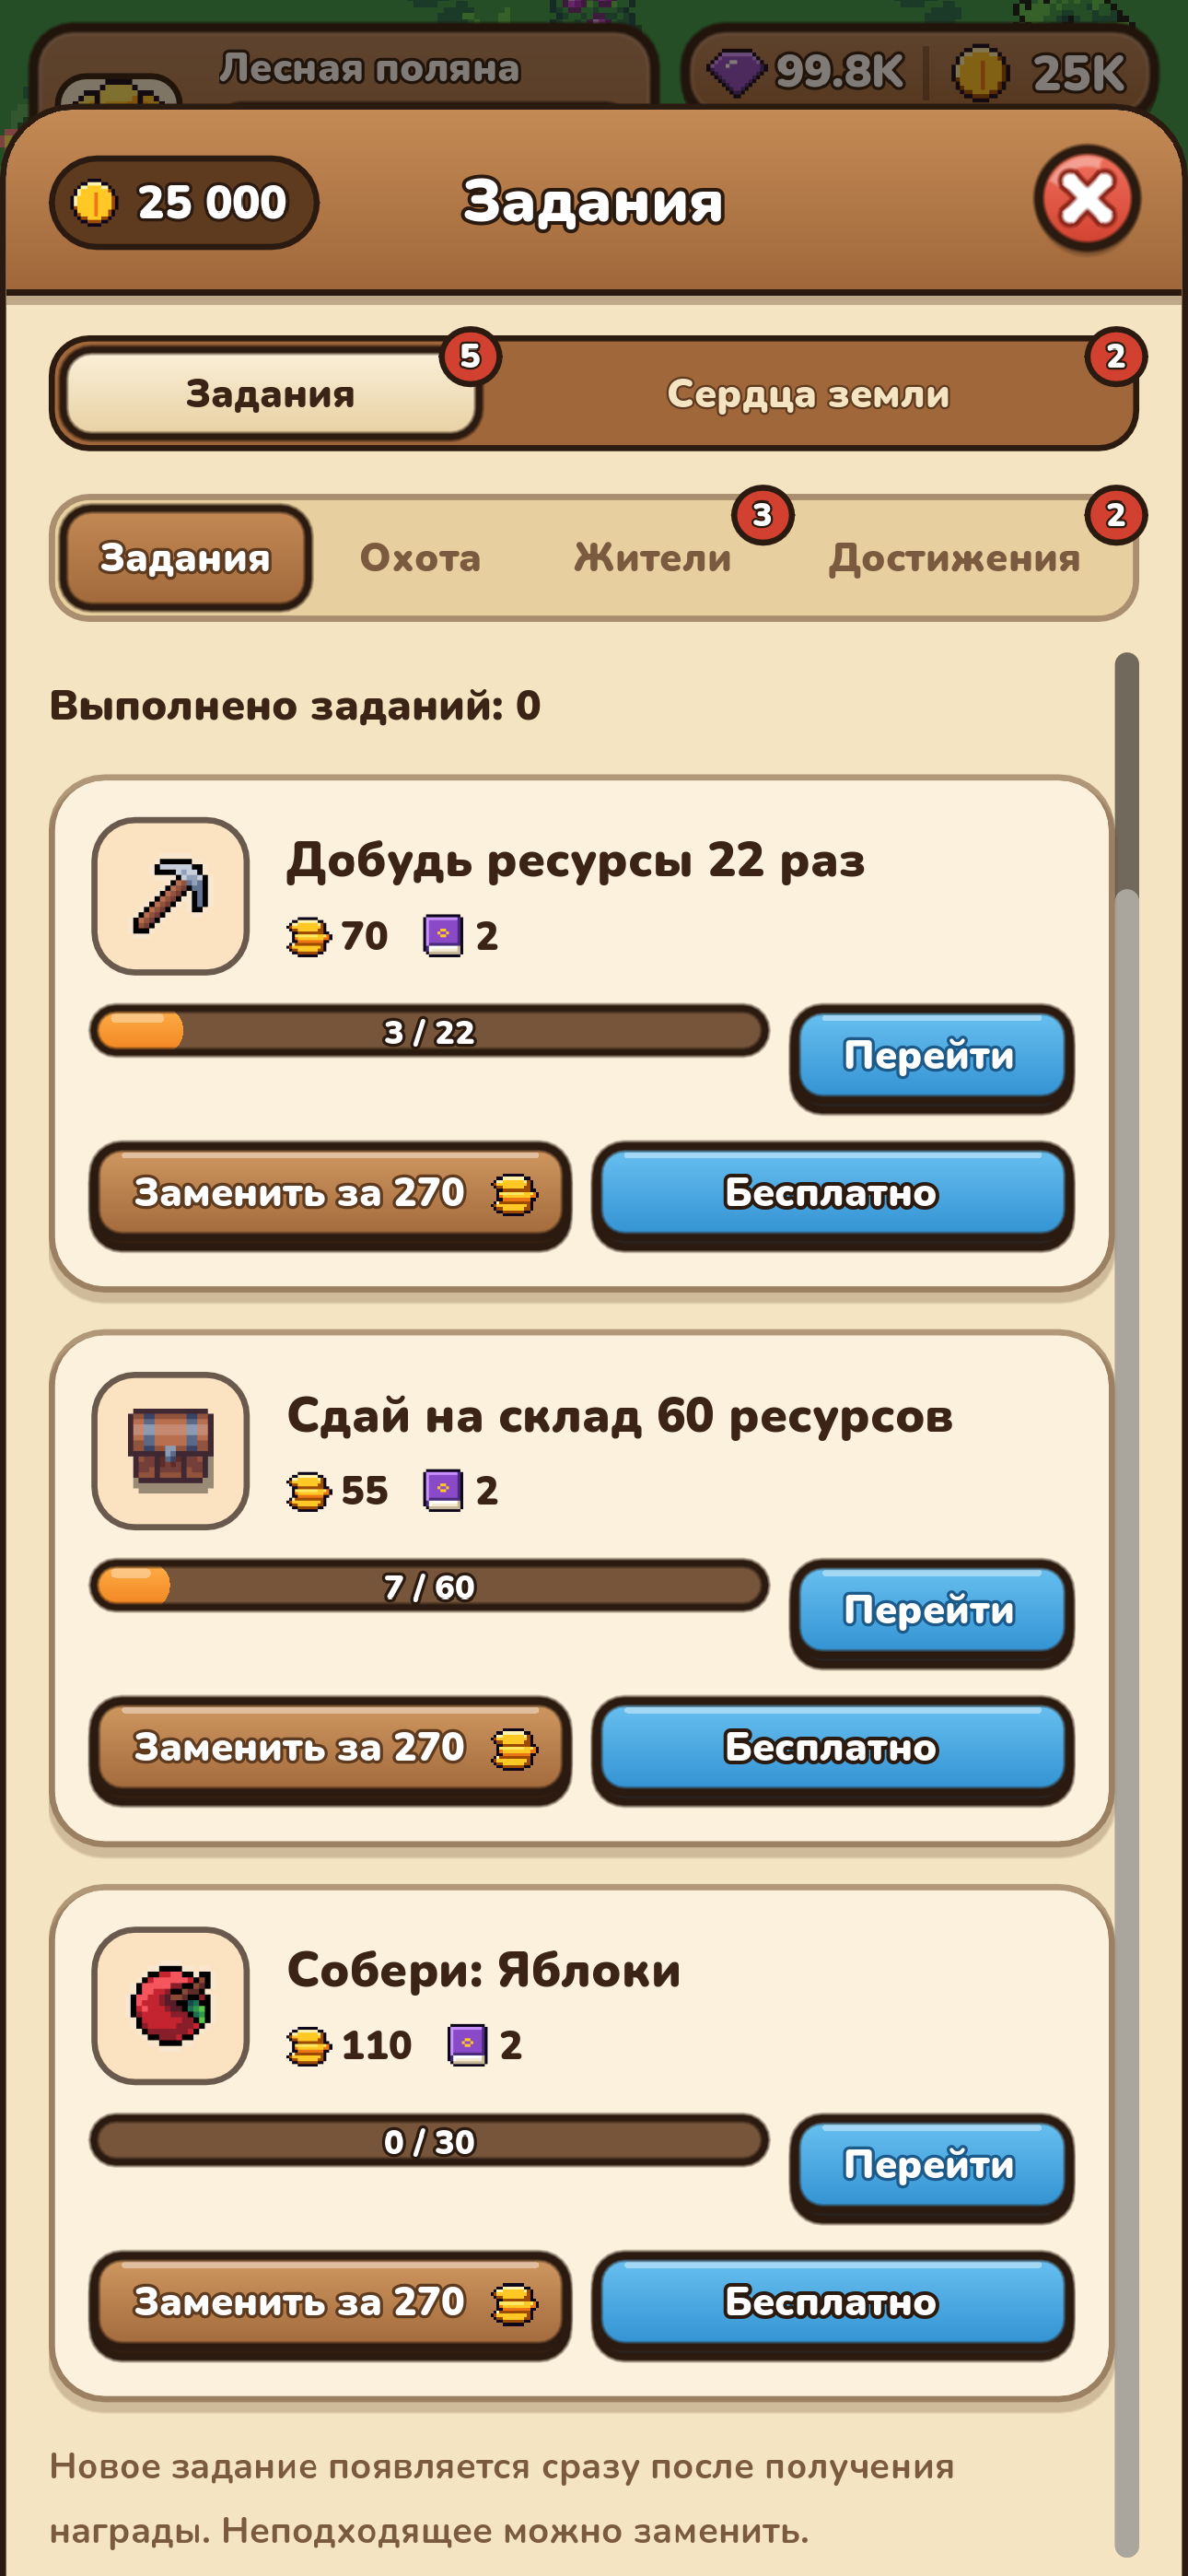 Лесная поляна
99.8K
25K
25 000
Задания
Задания
5
Сердца земли
2
Задания
Охота
Жители
3
Достижения
2
Выполнено заданий: 0
Добудь ресурсы 22 раз
70
2
3 / 22
Перейти
Заменить за 270
Бесплатно
Сдай на склад 60 ресурсов
55
2
7 / 60
Перейти
Заменить за 270
Бесплатно
Собери: Яблоки
110
2
0 / 30
Перейти
Заменить за 270
Бесплатно
Новое задание появляется сразу после получения
награды. Неподходящее можно заменить.